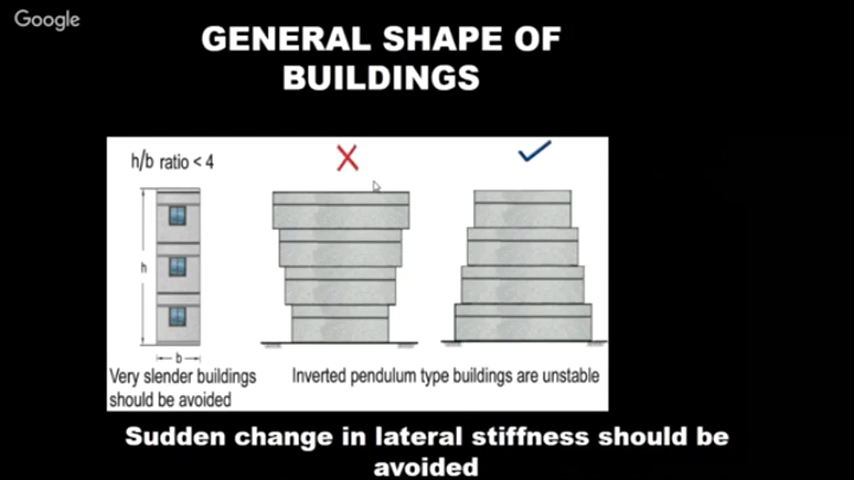 Google
GENERAL SHAPE OF
BUILDINGS
h/b ratio < 4
h
b
Very slender buildings
should be avoided
Inverted pendulum type buildings are unstable
Sudden change in lateral stiffness should be
avoided